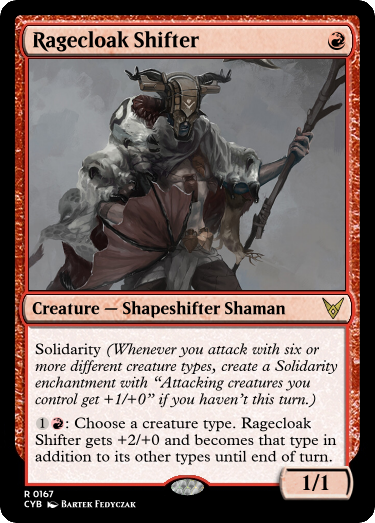 Ragecloak Shifter
Creature — Shapeshifter Shaman
Solidarity (Whenever you attack with six or
more different creature types, create a Solidarity
enchantment with “Attacking creatures you
control get +1/+0” if you haven’t this turn.)
1 R: Choose a creature type. Ragecloak
Shifter gets +2/+0 and becomes that type in
addition to its other types until end of turn.
1/1
R 0167
CYB Bartek Fedyczak